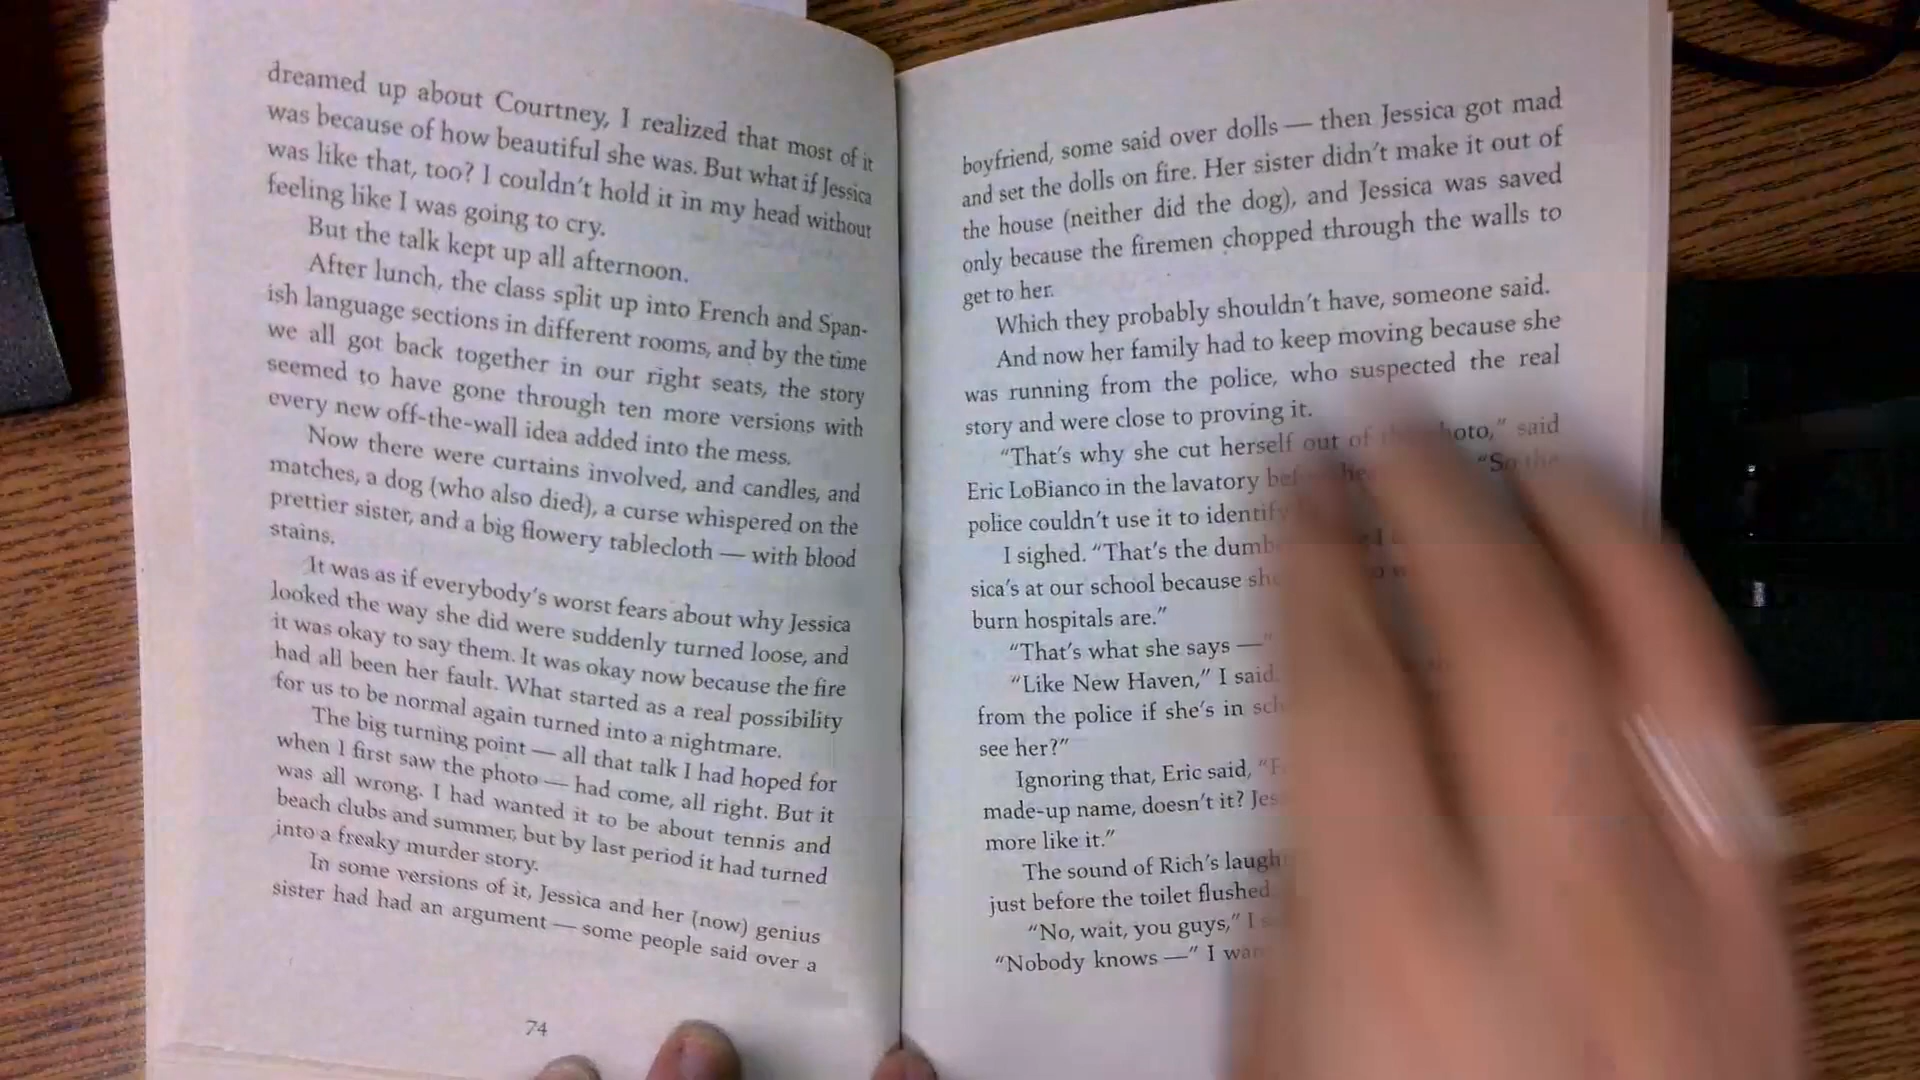 dreamed up about Courtney, I realized that most of it
was because of how beautiful she was. But what if Jessica
was like that, too? I couldn't hold it in my head without
feeling like I was going to cry.
But the talk kept up all afternoon.
After lunch, the class split up into French and Span-
ish language sections in different rooms, and by the time
we all got back together in our right seats, the story
seemed to have gone through ten more versions with
every new off-the-wall idea added into the mess.
Now there were curtains involved, and candles, and
matches, a dog (who also died), a curse whispered on the
prettier sister, and a big flowery tablecloth — with blood
stains.
It was as if everybody's worst fears about why Jessica
looked the way she did were suddenly turned loose, and
it was okay to say them. It was okay now because the fire
had all been her fault. What started as a real possibility
for us to be normal again turned into a nightmare.
The big turning point — all that talk I had hoped for
when I first saw the photo — had come, all right. But it
was all wrong. I had wanted it to be about tennis and
beach clubs and summer, but by last period it had turned
into a freaky murder story.
In some versions of it, Jessica and her (now) genius
sister had had an argument — some people said over a
74
boyfriend, some said over dolls — then Jessica got mad
and set the dolls on fire. Her sister didn't make it out of
the house (neither did the dog), and Jessica was saved
only because the firemen chopped through the walls to
get to her.
Which they probably shouldn't have, someone said.
And now her family had to keep moving because she
was running from the police, who suspected the real
story and were close to proving it.
"That's why she cut herself out of said
Eric LoBianco in the lavatory "So the
police couldn't use it to identify
I sighed. "That's the
sica's at our school because
burn hospitals are."
"That's what she says —"
"Like New Haven," I said.
from the police if she's in
see her?"
Ignoring that, Eric said,
made-up name, doesn't it?
more like it."
The sound of Rich's
just before the toilet flushed.
"No, wait, you guys," I
"Nobody knows —" I